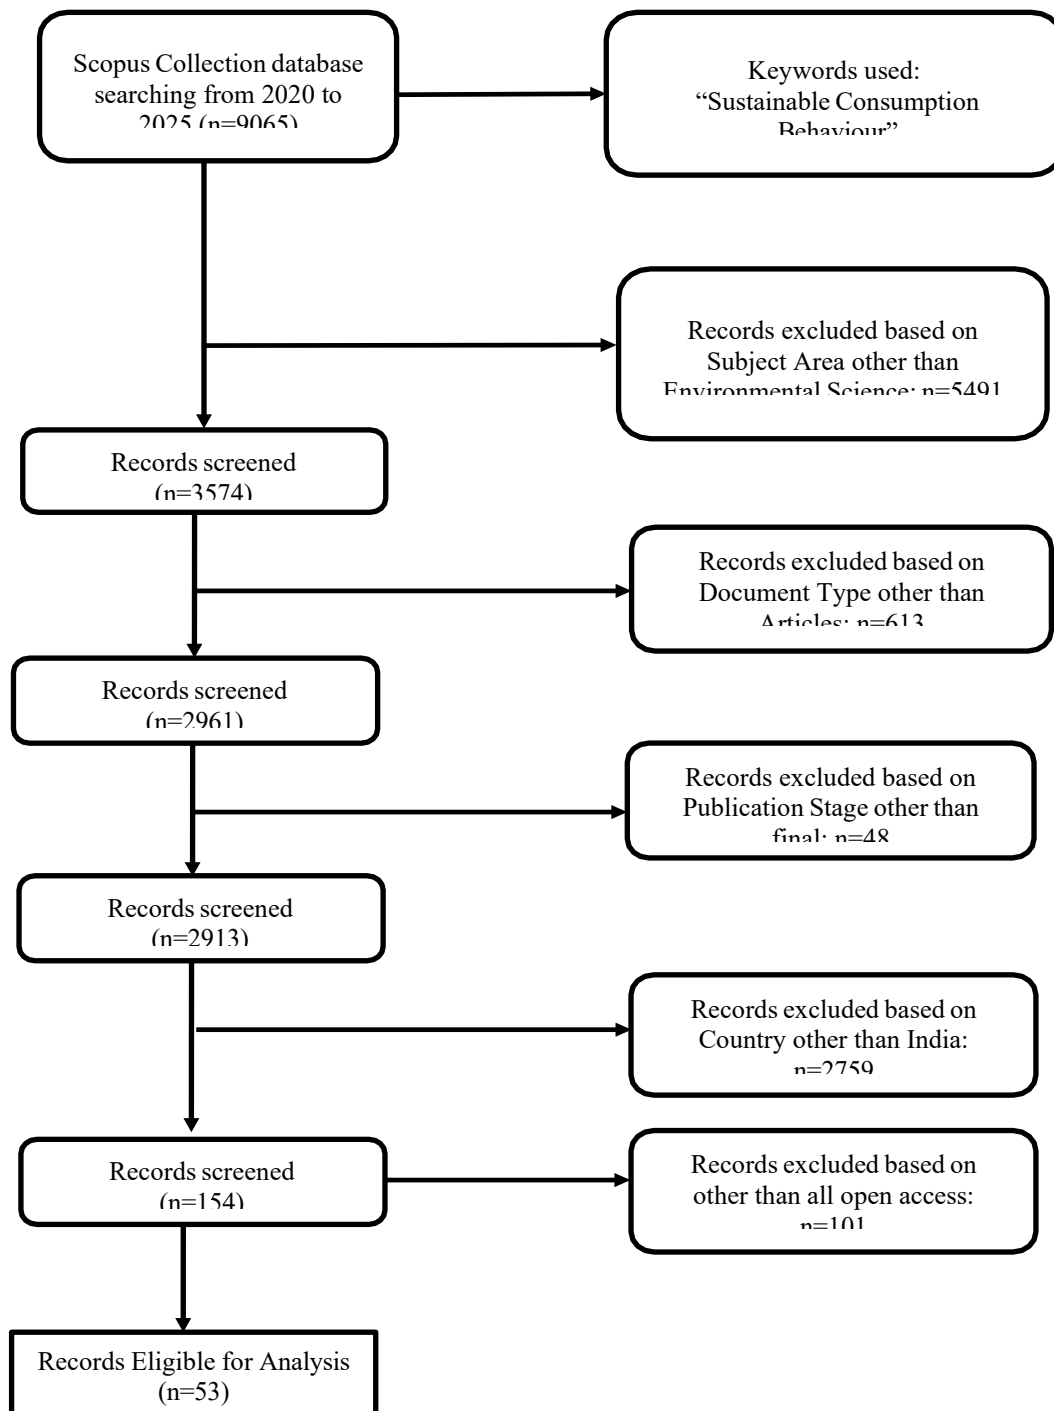 Scopus Collection database
searching from 2020 to
2025 (n=9065)
Keywords used:
“Sustainable Consumption
Behaviour”
Records excluded based on
Subject Area other than
Environmental Science: n=5491
Records screened
(n=3574)
Records excluded based on
Document Type other than
Articles: n=613
Records screened
(n=2961)
Records excluded based on
Publication Stage other than
final: n=48
Records screened
(n=2913)
Records excluded based on
Country other than India:
n=2759
Records screened
(n=154)
Records excluded based on
other than all open access:
n=101
Records Eligible for Analysis
(n=53)